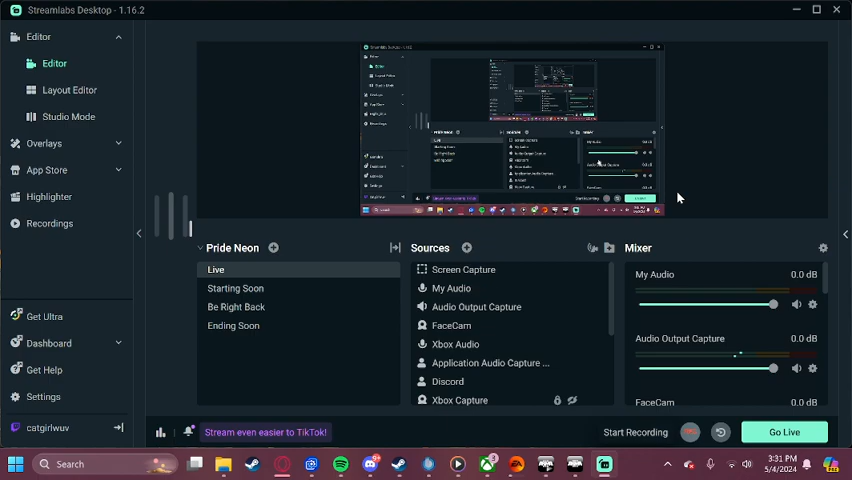 Streamlabs Desktop - 1.16.2
Editor
Editor
Layout Editor
Studio Mode
Overlays
App Store
Highlighter
Recordings
Get Ultra
Dashboard
Get Help
Settings
catgirlwuv
Pride Neon
Live
Starting Soon
Be Right Back
Ending Soon
Sources
Screen Capture
My Audio
Audio Output Capture
FaceCam
Xbox Audio
Application Audio Capture ...
Discord
Xbox Capture
Mixer
My Audio 0.0 dB
Audio Output Capture 0.0 dB
FaceCam 0.0 dB
Stream even easier to TikTok!
Start Recording
REC
Go Live
Search
3:31 PM
5/4/2024